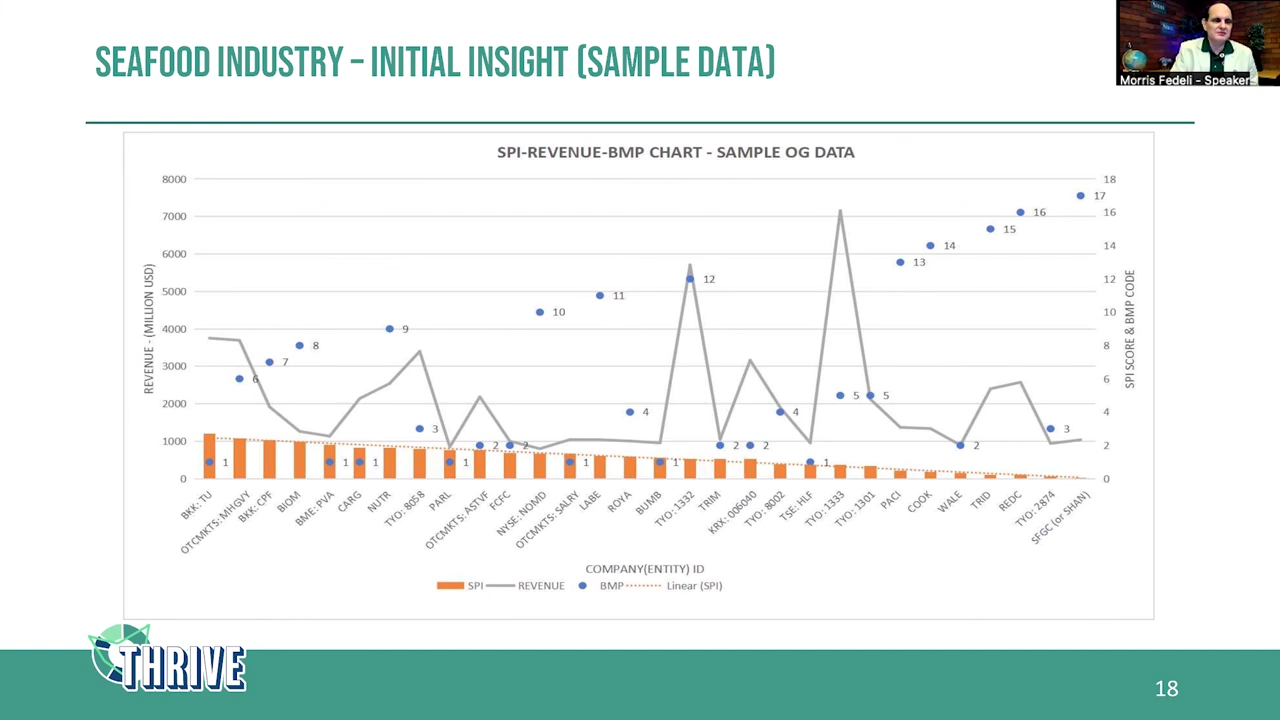 SEAFOOD INDUSTRY – INITIAL INSIGHT (SAMPLE DATA)
Morris Fedeli - Speaker
SPI-REVENUE-BMP CHART - SAMPLE OG DATA
REVENUE - (MILLION USD)
8000
7000
6000
5000
4000
3000
2000
1000
0
1
6
7
8
1
1
9
3
1
2
2
10
1
11
4
1
12
2
2
4
1
5
5
13
14
2
15
16
3
17
18
16
14
12
10
8
6
4
2
0
SPI SCORE & BMP CODE
BKK: TU
OTCMKTS: MHGVY
BKK: CPF
BIOM
BME: PVA
CARG
NUTR
TYO: 8058
PARL
OTCMKTS: ASTVF
FCFC
NYSE: NOMD
OTCMKTS: SALRY
LABE
ROYA
BUMB
TYO: 1332
TRIM
KRX: 006040
TYO: 8002
TSE: HLF
TYO: 1333
TYO: 1301
PACI
COOK
WALE
TRID
REDC
TYO: 2874
SFGC (or SHAN)
COMPANY(ENTITY) ID
SPI REVENUE BMP Linear (SPI)
THRIVE
18